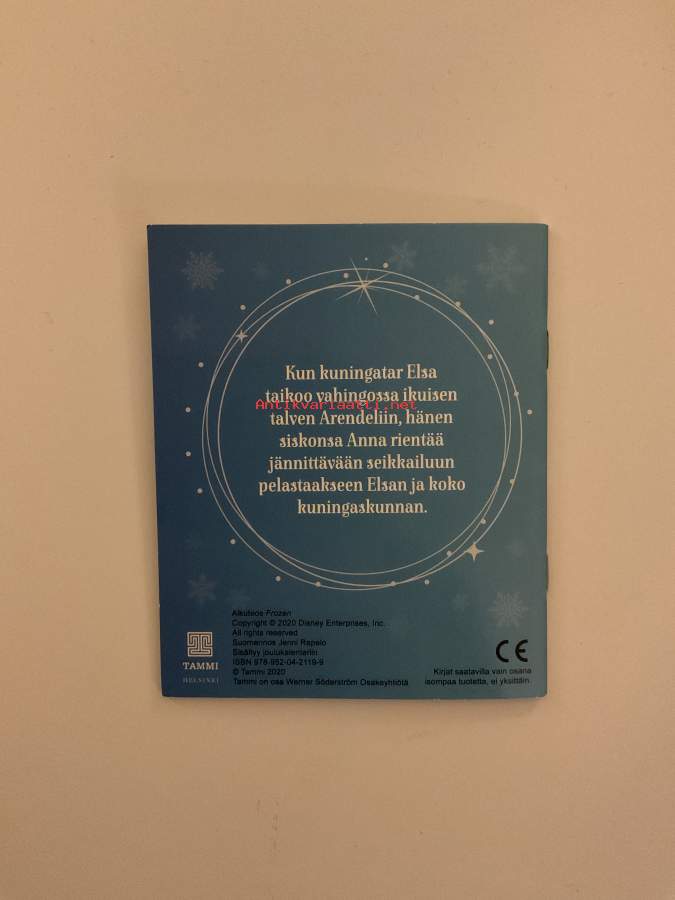 Kun kuningatar Elsa
taikoo vahingossa ikuisen
Antikvariaatti.net
talven Arendeliin, hänen
siskonsa Anna rientää
jännittävään seikkailuun
pelastaakseen Elsan ja koko
kuningaskunnan.
Alkuteos Frozen
Copyright © 2020 Disney Enterprises, Inc.
All rights reserved
Suomennos Jenni Rapelo
Sisältyy joulukalenteriin
ISBN 978-952-04-2119-9
© Tammi 2020
Tammi on osa Werner Söderström Osakeyhtiötä
TAMMI
HELSINKI
CE
Kirjat saatavilla vain osana
isompaa tuotetta, ei yksittäin.